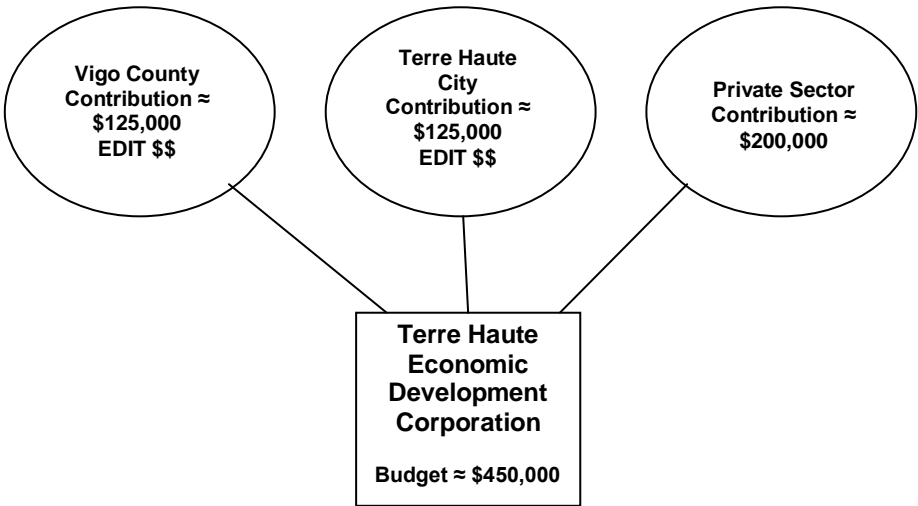 Vigo County
Contribution ≈
$125,000
EDIT $$
Terre Haute
City
Contribution ≈
$125,000
EDIT $$
Private Sector
Contribution ≈
$200,000
Terre Haute
Economic
Development
Corporation
Budget ≈ $450,000